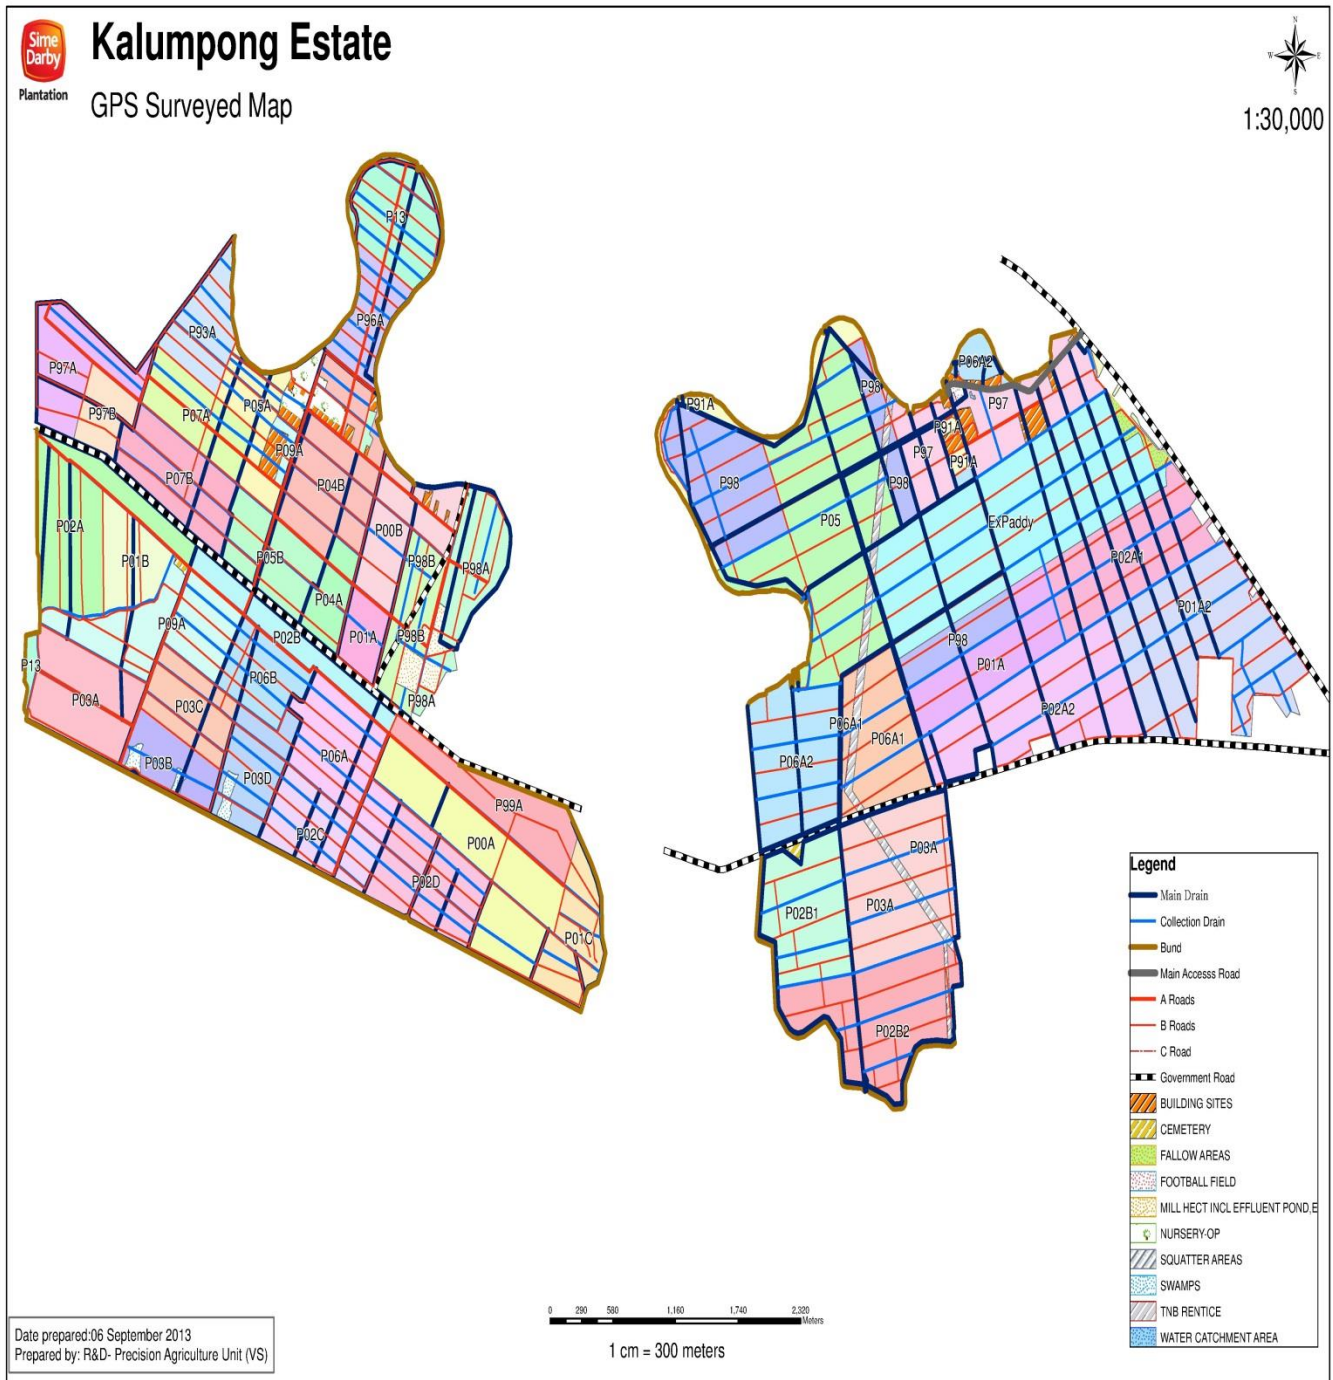 Sime
Darby
Plantation
Kalumpong Estate
GPS Surveyed Map
N
W
E
S
1:30,000
P13
P96A
P93A
P97A
P97B
P07A
P05A
P09A
P07B
P04B
P00B
P98B
P98A
P02A
P01B
P05B
P04A
P01A
P98B
P09A
P02B
P13
P03A
P03C
P06B
P98A
P03B
P03D
P06A
P02C
P99A
P00A
P02D
P01C
P91A
P98
P98
P06A2
P97
P91A
P97
P91A
P98
P05
ExPaddy
P02A1
P01A2
P98
P01A
P02A2
P06A1
P06A1
P06A2
P03A
P03A
P02B1
P02B2
Legend
Main Drain
Collection Drain
Bund
Main Accesss Road
A Roads
B Roads
C Road
Government Road
BUILDING SITES
CEMETERY
FALLOW AREAS
FOOTBALL FIELD
MILL HECT INCL EFFLUENT POND,E
NURSERY-OP
SQUATTER AREAS
SWAMPS
TNB RENTICE
WATER CATCHMENT AREA
0 290 580 1,160 1,740 2,320
Meters
1 cm = 300 meters
Date prepared:06 September 2013
Prepared by: R&D- Precision Agriculture Unit (VS)